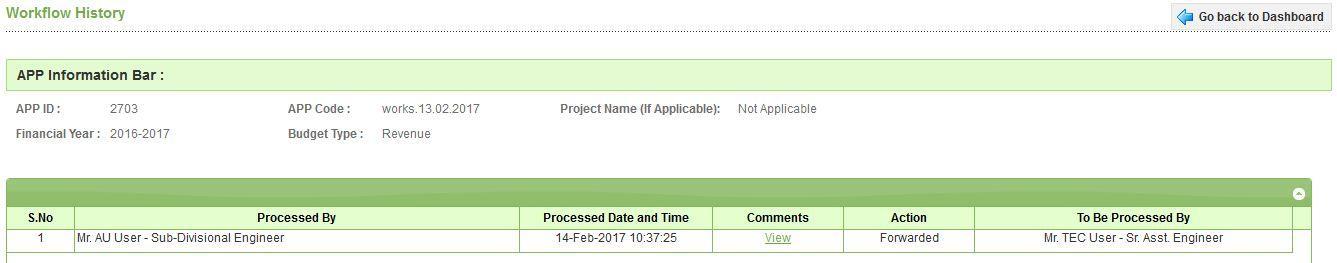 Workflow History
Go back to Dashboard
APP Information Bar :
APP ID : 2703 APP Code : works.13.02.2017 Project Name (If Applicable): Not Applicable
Financial Year : 2016-2017 Budget Type : Revenue
S.No Processed By Processed Date and Time Comments Action To Be Processed By
1 Mr. AU User - Sub-Divisional Engineer 14-Feb-2017 10:37:25 View Forwarded Mr. TEC User - Sr. Asst. Engineer